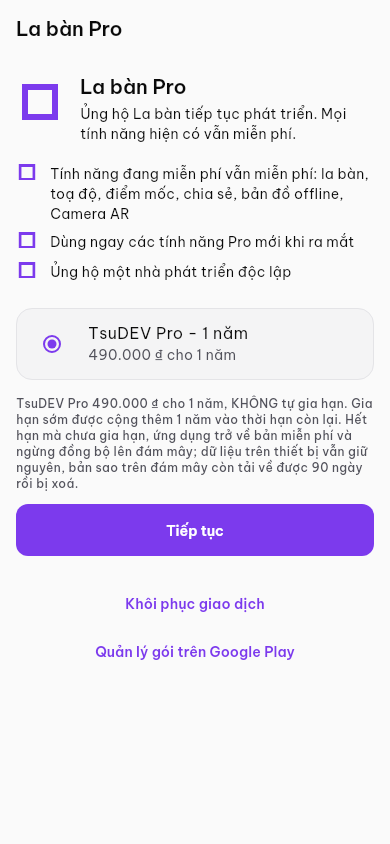 La bàn Pro
La bàn Pro
Ủng hộ La bàn tiếp tục phát triển. Mọi
tính năng hiện có vẫn miễn phí.
Tính năng đang miễn phí vẫn miễn phí: la bàn,
toạ độ, điểm mốc, chia sẻ, bản đồ offline,
Camera AR
Dùng ngay các tính năng Pro mới khi ra mắt
Ủng hộ một nhà phát triển độc lập
TsuDEV Pro - 1 năm
490.000 ₫ cho 1 năm
TsuDEV Pro 490.000 ₫ cho 1 năm, KHÔNG tự gia hạn. Gia
hạn sớm được cộng thêm 1 năm vào thời hạn còn lại. Hết
hạn mà chưa gia hạn, ứng dụng trở về bản miễn phí và
ngừng đồng bộ lên đám mây; dữ liệu trên thiết bị vẫn giữ
nguyên, bản sao trên đám mây còn tải về được 90 ngày
rồi bị xoá.
Tiếp tục
Khôi phục giao dịch
Quản lý gói trên Google Play